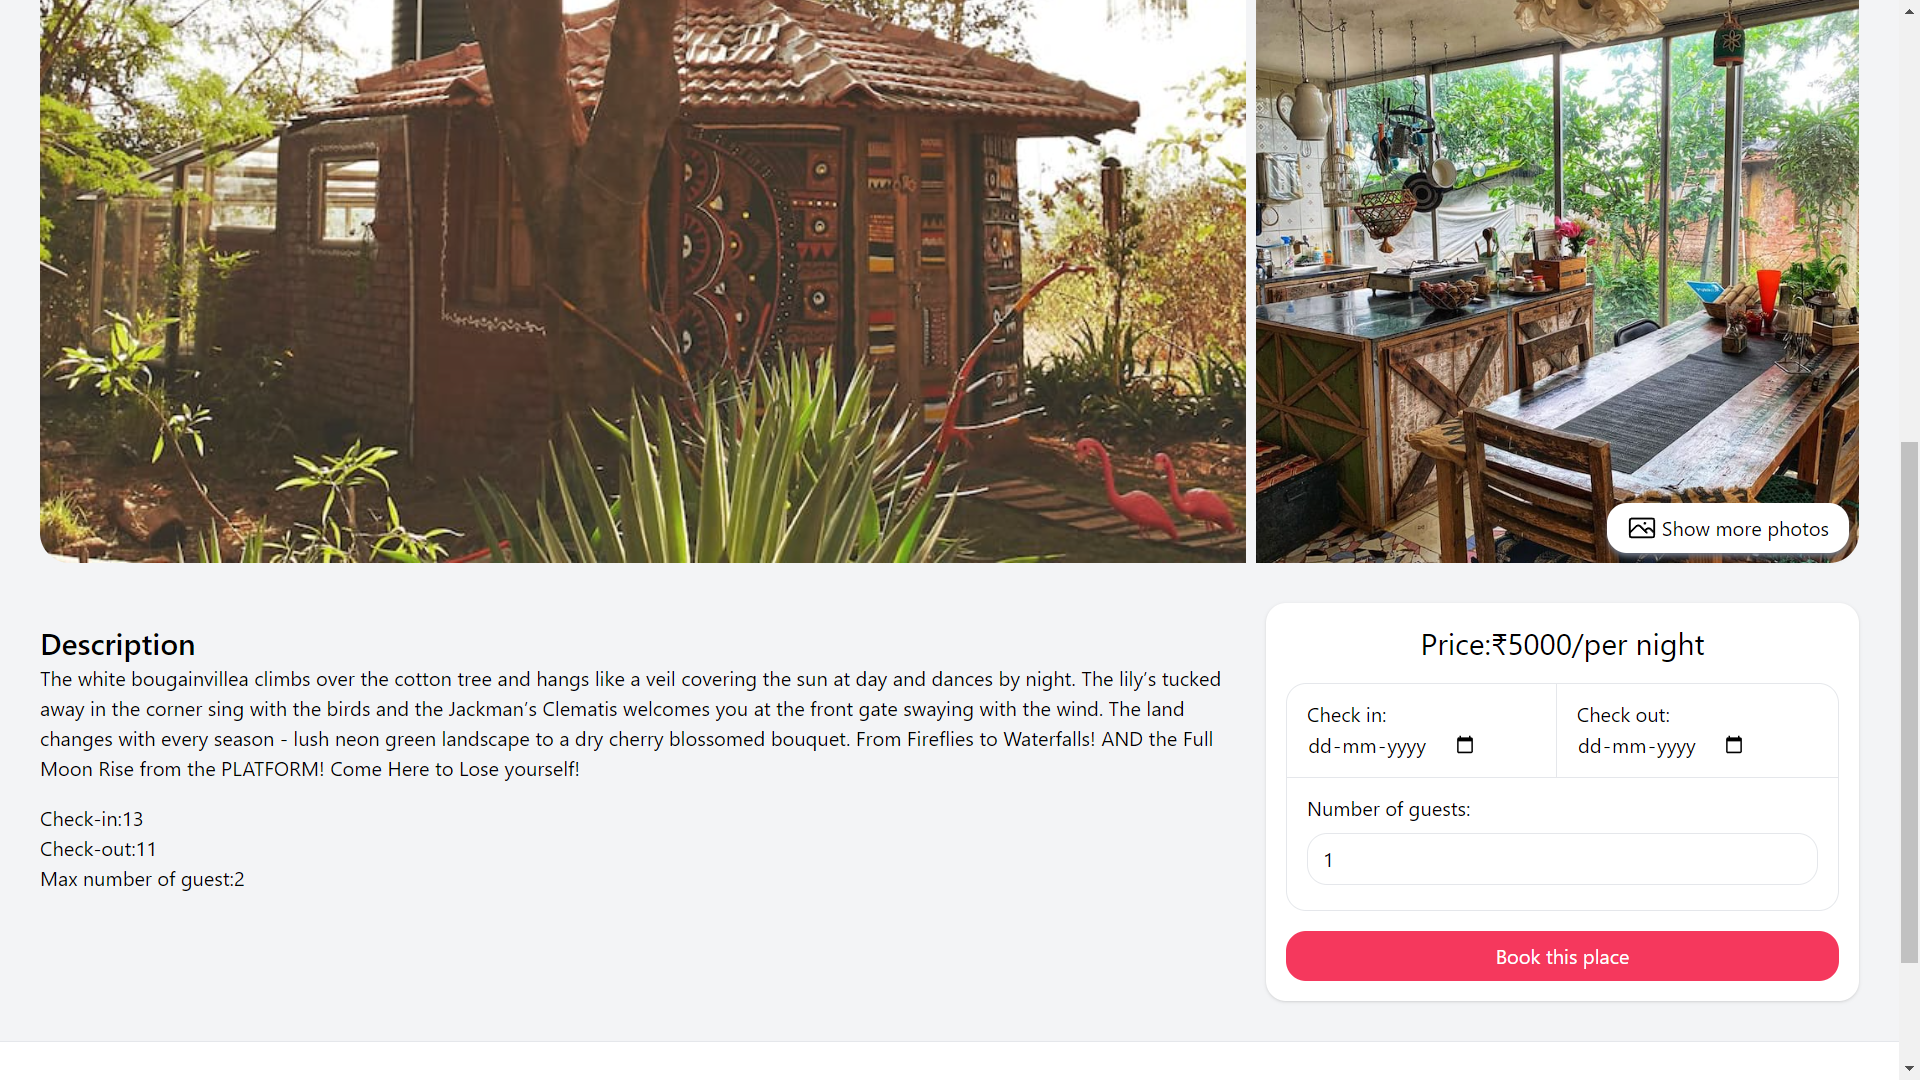 Show more photos
Description
The white bougainvillea climbs over the cotton tree and hangs like a veil covering the sun at day and dances by night. The lily’s tucked
away in the corner sing with the birds and the Jackman’s Clematis welcomes you at the front gate swaying with the wind. The land
changes with every season - lush neon green landscape to a dry cherry blossomed bouquet. From Fireflies to Waterfalls! AND the Full
Moon Rise from the PLATFORM! Come Here to Lose yourself!
Check-in:13
Check-out:11
Max number of guest:2
Price:₹5000/per night
Check in:
dd-mm-yyyy
Check out:
dd-mm-yyyy
Number of guests:
1
Book this place